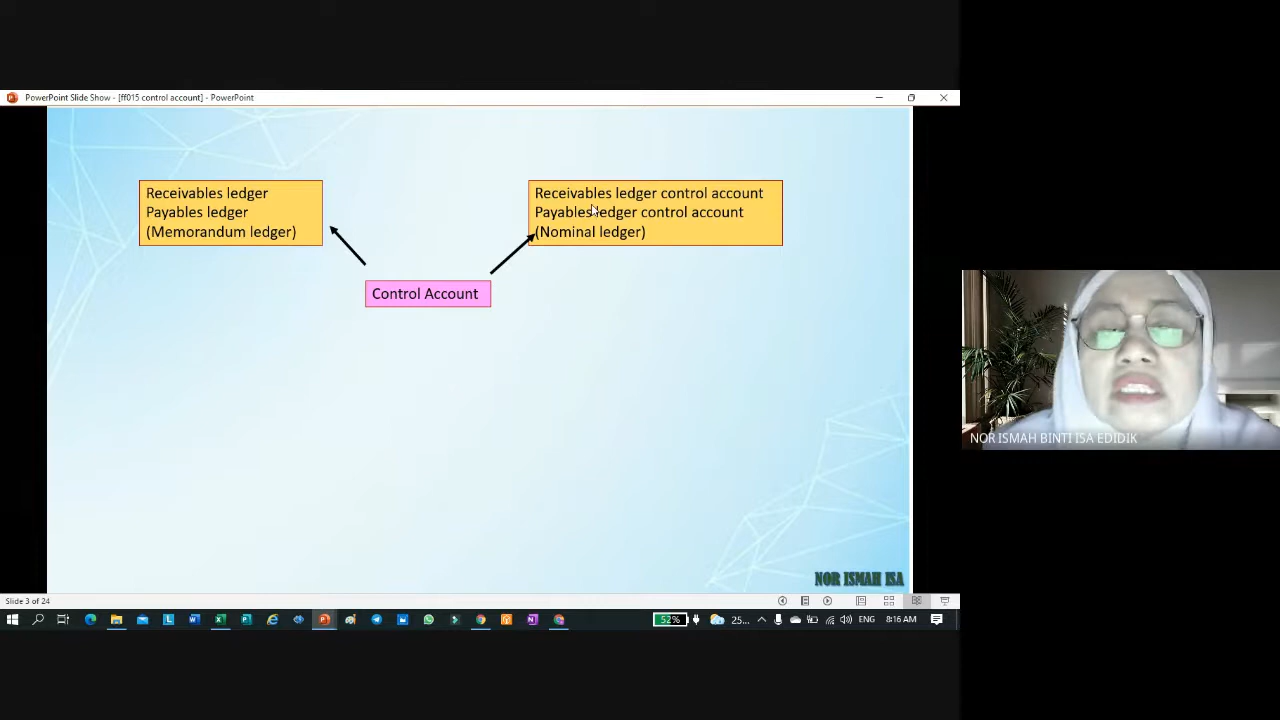 PowerPoint Slide Show - [ff015 control account] - PowerPoint
Receivables ledger
Payables ledger
(Memorandum ledger)
Receivables ledger control account
Payables ledger control account
(Nominal ledger)
Control Account
NOR ISMAH BINTI ISA EDIDIK
NOR ISMAH ISA
Slide 3 of 24
52%
25...
ENG
8:16 AM